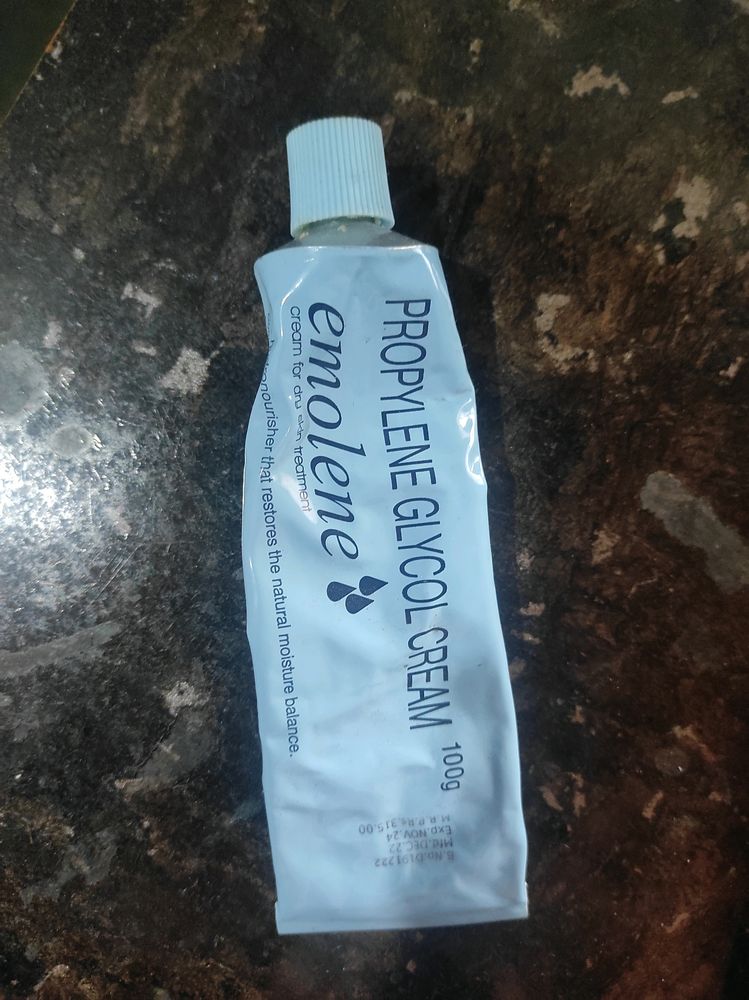 PROPYLENE GLYCOL CREAM 100g
emolene
cream for dry skin treatment
nourisher that restores the natural moisture balance.
B.No.D191222
Mfd.DEC.22
Exp.NOV.24
M.R.P.Rs.315.00